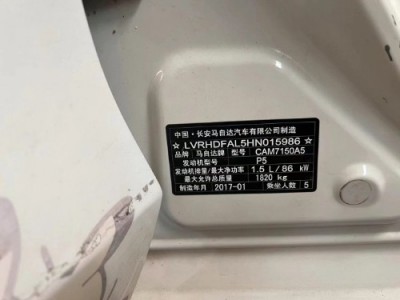 中国·长安马自达汽车有限公司制造
☆LVRHDFAL5HN015986☆
品牌 马自达牌 型号 CAM7150A5
发动机型号 P5
发动机排量/最大净功率 1.5 L/86 kW
最大允许总质量 1820 kg
制造年月 2017-01 乘坐人数 5